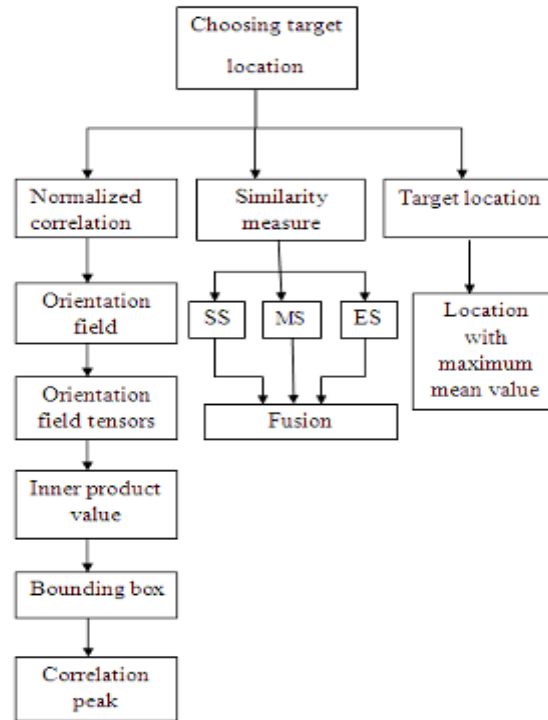 Choosing target
location
Normalized
correlation
Similarity
measure
Target location
Orientation
field
SS
MS
ES
Location
with
maximum
mean value
Orientation
field tensors
Fusion
Inner product
value
Bounding box
Correlation
peak